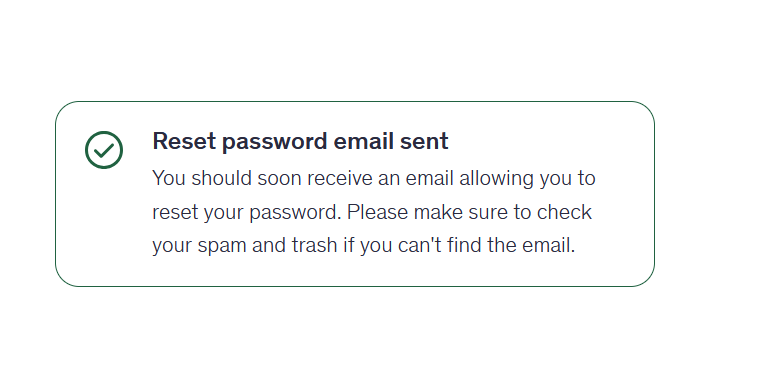 Reset password email sent
You should soon receive an email allowing you to
reset your password. Please make sure to check
your spam and trash if you can't find the email.